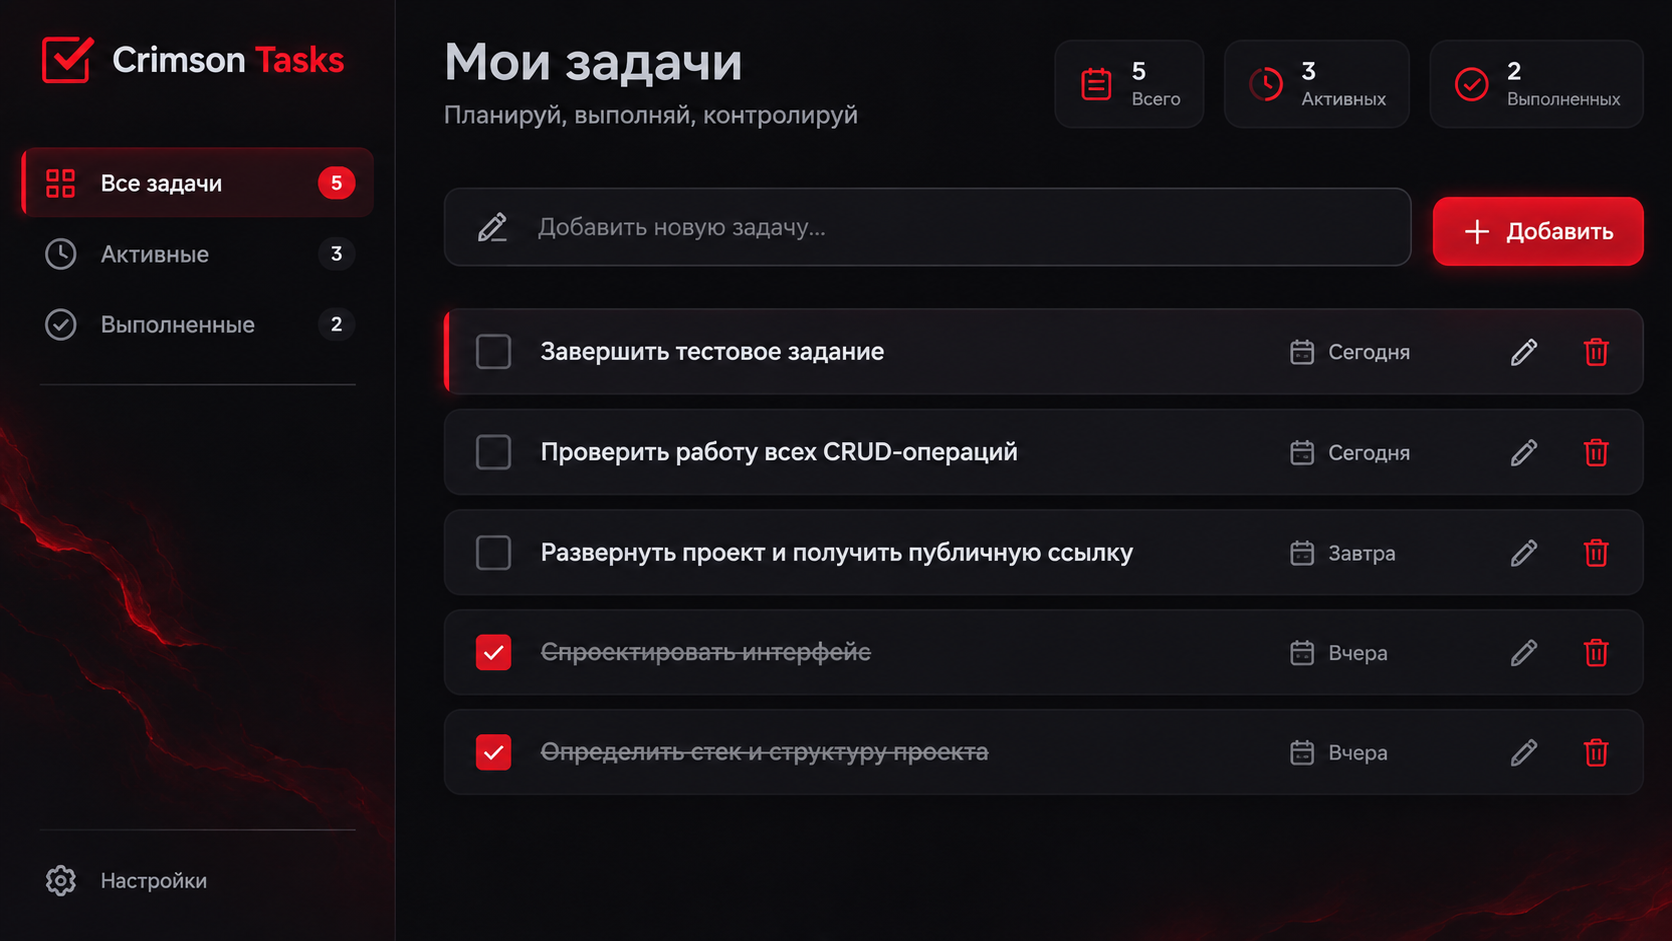 Crimson Tasks
Все задачи 5
Активные 3
Выполненные 2
Настройки
Мои задачи
Планируй, выполняй, контролируй
5
Всего
3
Активных
2
Выполненных
Добавить новую задачу...
Добавить
Завершить тестовое задание Сегодня
Проверить работу всех CRUD-операций Сегодня
Развернуть проект и получить публичную ссылку Завтра
Спроектировать интерфейс Вчера
Определить стек и структуру проекта Вчера